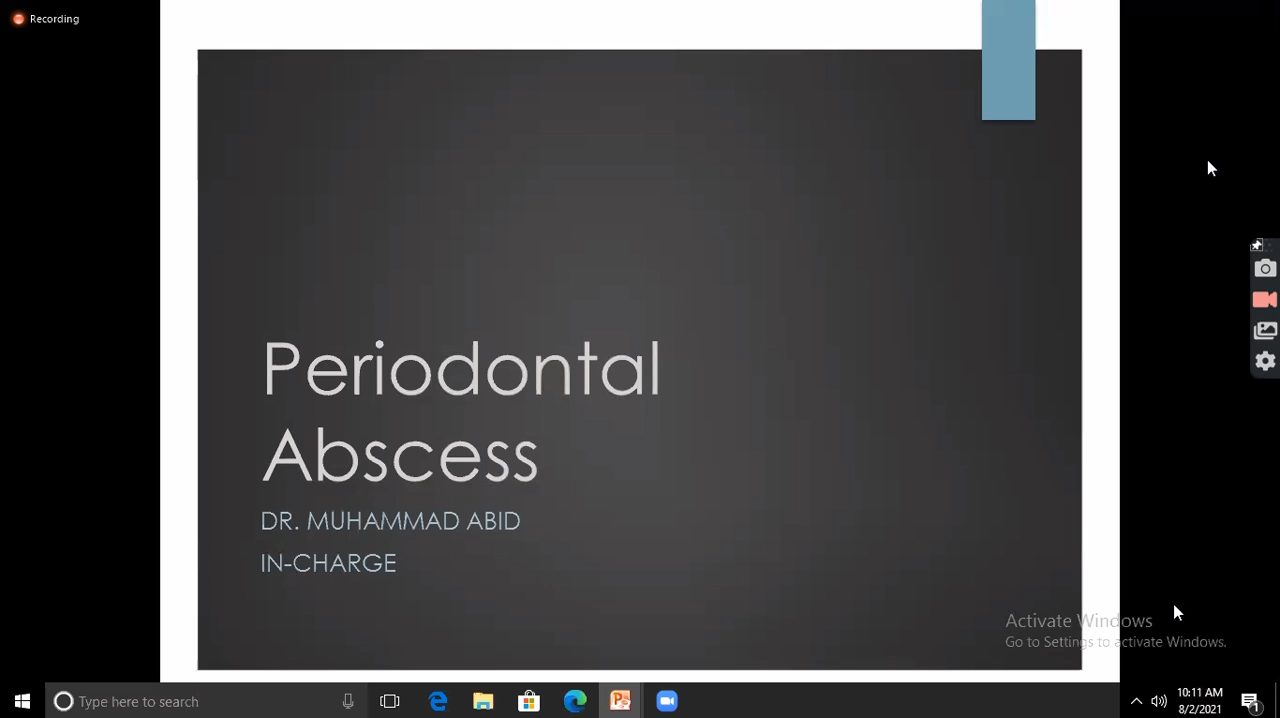 Recording
Periodontal
Abscess
DR. MUHAMMAD ABID
IN-CHARGE
Activate Windows
Go to Settings to activate Windows.
Type here to search
10:11 AM
8/2/2021
1